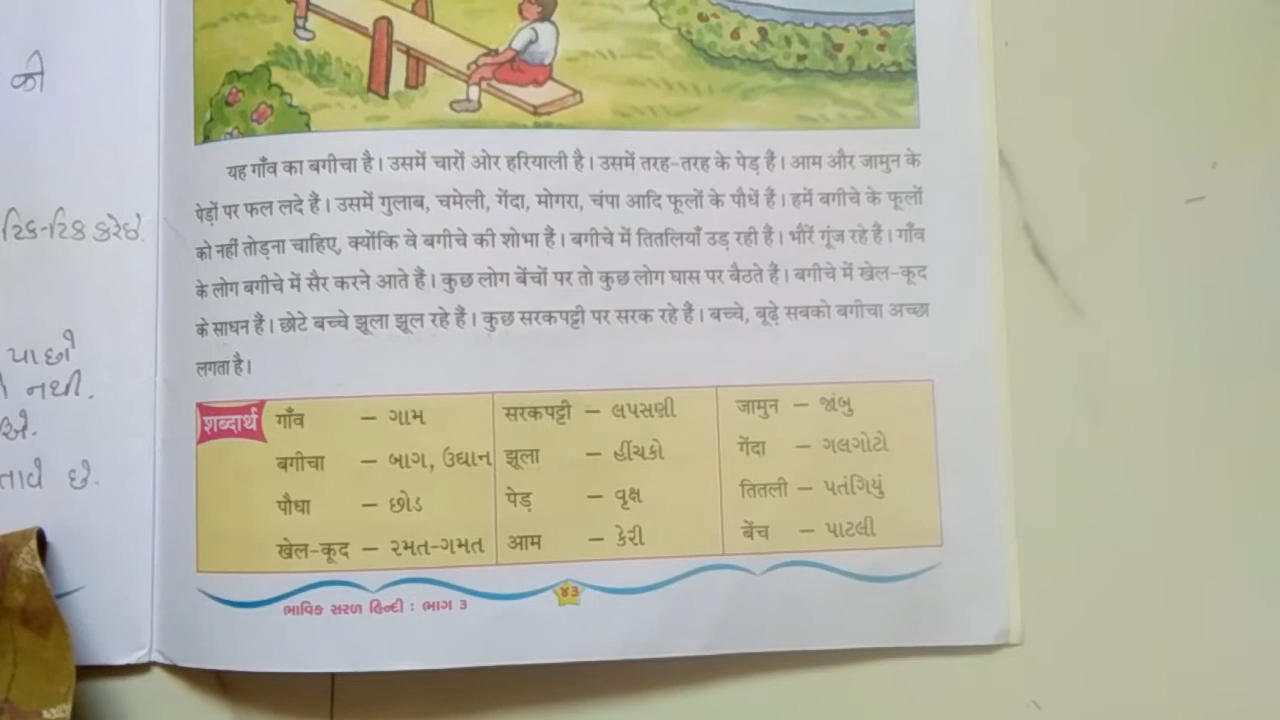 को
ટિક-ટિક કરેછે.
નથી.
છે.
यह गाँव का बगीचा है। उसमें चारों ओर हरियाली है। उसमें तरह-तरह के पेड़ हैं। आम और जामुन के
पेड़ों पर फल लदे हैं। उसमें गुलाब, चमेली, गेंदा, मोगरा, चंपा आदि फूलों के पौधें हैं। हमें बगीचे के फूलों
को नहीं तोड़ना चाहिए, क्योंकि वे बगीचे की शोभा हैं। बगीचे में तितलियाँ उड़ रही हैं। भौंरें गूंज रहे हैं। गाँव
के लोग बगीचे में सैर करने आते हैं। कुछ लोग बेंचों पर तो कुछ लोग घास पर बैठते हैं। बगीचे में खेल-कूद
के साधन हैं। छोटे बच्चे झूला झूल रहे हैं। कुछ सरकपट्टी पर सरक रहे हैं। बच्चे, बूढ़े सबको बगीचा अच्छा
लगता है।
शब्दार्थ
गाँव – ગામ
बगीचा – બાગ, ઉદ્યાન
पौधा – છોડ
खेल-कूद – રમત-ગમત
सरकपट्टी – લપસણી
झूला – હીંચકો
पेड़ – વૃક્ષ
आम – કેરી
जामुन – જાંબુ
गेंदा – ગલગોટો
तितली – પતંગિયું
बेंच – પાટલી
ભાવિક સરળ હિન્દી : ભાગ ૩
૪૩